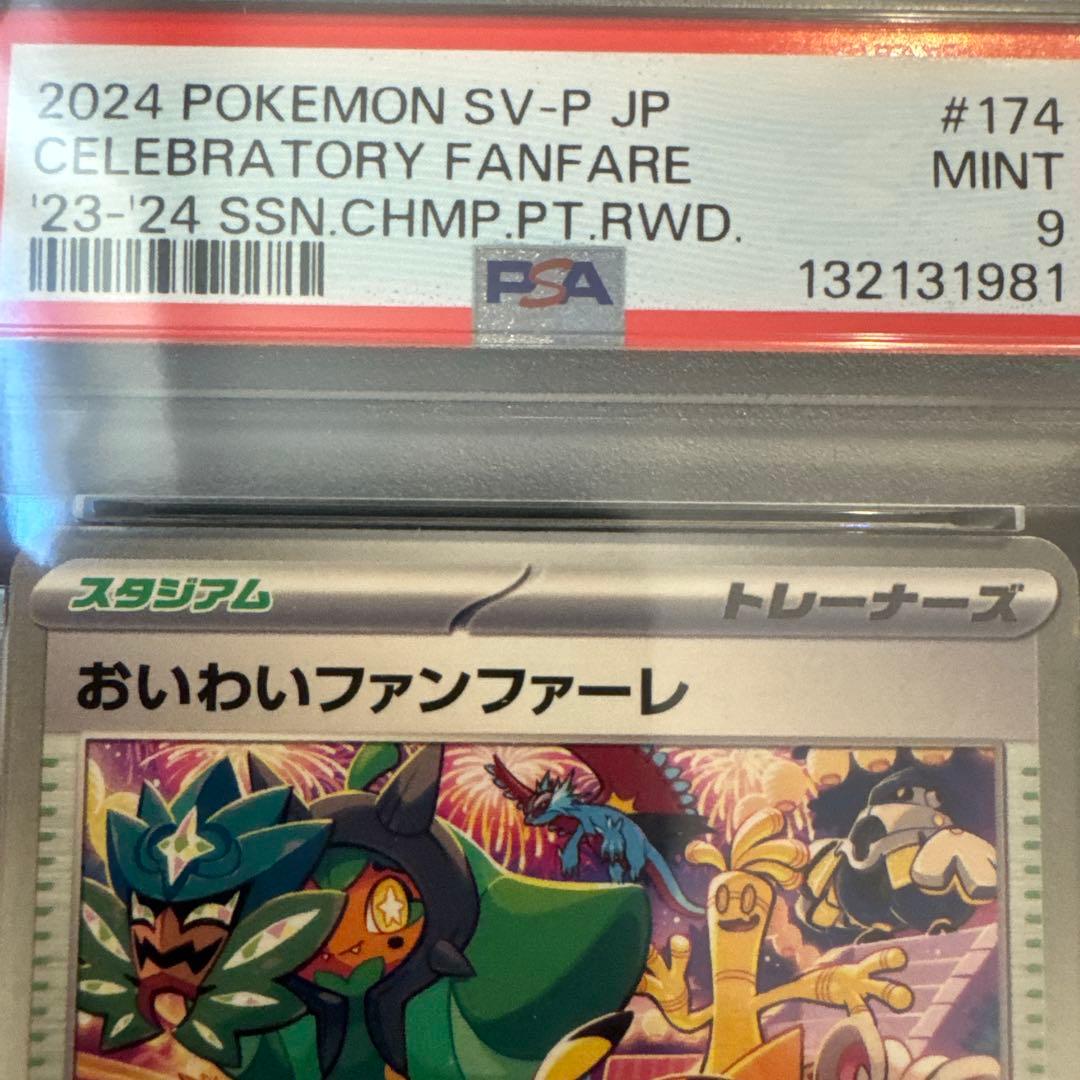 2024 POKEMON SV-P JP #174
CELEBRATORY FANFARE MINT
'23-'24 SSN.CHMP.PT.RWD. 9
PSA 132131981
スタジアム トレーナーズ
おいわいファンファーレ